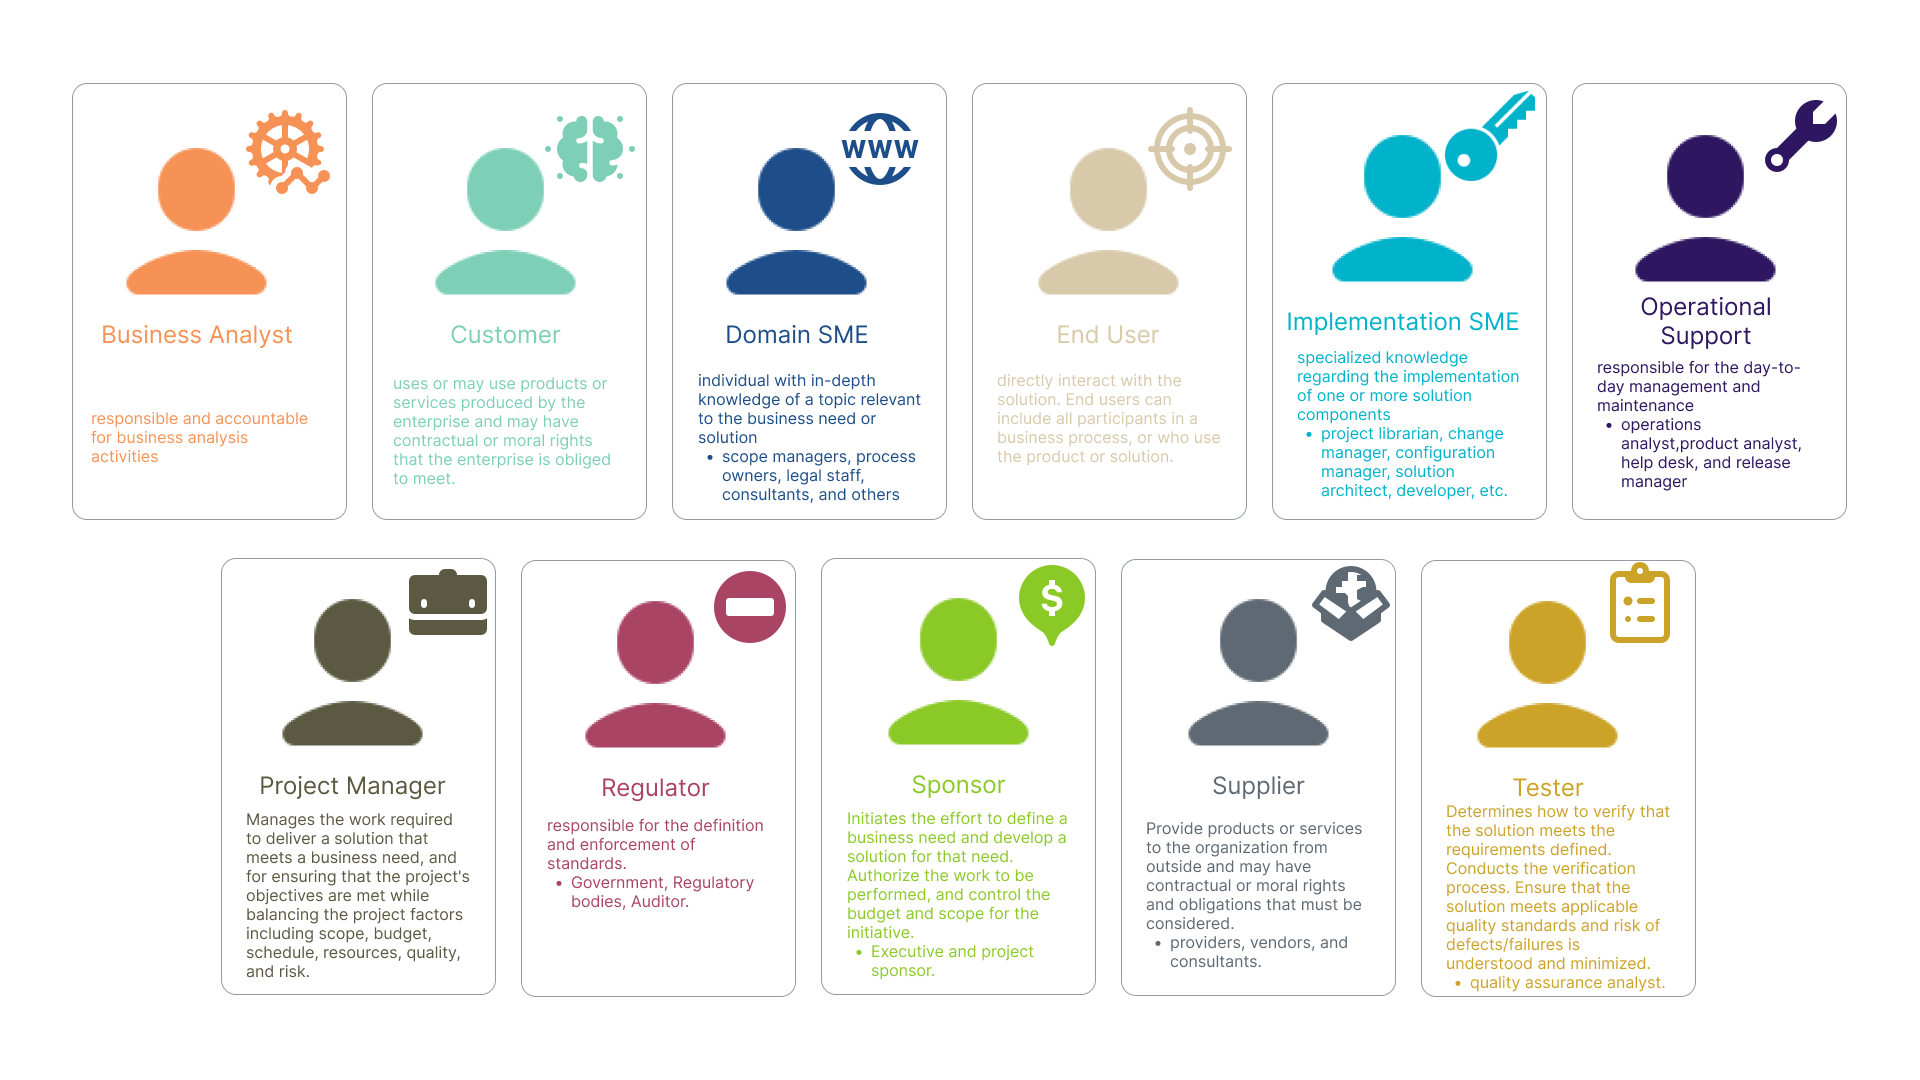 WWW
Business Analyst
responsible and accountable
for business analysis
activities
Customer
uses or may use products or
services produced by the
enterprise and may have
contractual or moral rights
that the enterprise is obliged
to meet.
Domain SME
individual with in-depth
knowledge of a topic relevant
to the business need or
solution
• scope managers, process
owners, legal staff,
consultants, and others
End User
directly interact with the
solution. End users can
include all participants in a
business process, or who use
the product or solution.
Implementation SME
specialized knowledge
regarding the implementation
of one or more solution
components
• project librarian, change
manager, configuration
manager, solution
architect, developer, etc.
Operational
Support
responsible for the day-to-
day management and
maintenance
• operations
analyst,product analyst,
help desk, and release
manager
Project Manager
Manages the work required
to deliver a solution that
meets a business need, and
for ensuring that the project's
objectives are met while
balancing the project factors
including scope, budget,
schedule, resources, quality,
and risk.
Regulator
responsible for the definition
and enforcement of
standards.
• Government, Regulatory
bodies, Auditor.
$
Sponsor
Initiates the effort to define a
business need and develop a
solution for that need.
Authorize the work to be
performed, and control the
budget and scope for the
initiative.
• Executive and project
sponsor.
Supplier
Provide products or services
to the organization from
outside and may have
contractual or moral rights
and obligations that must be
considered.
• providers, vendors, and
consultants.
Tester
Determines how to verify that
the solution meets the
requirements defined.
Conducts the verification
process. Ensure that the
solution meets applicable
quality standards and risk of
defects/failures is
understood and minimized.
• quality assurance analyst.